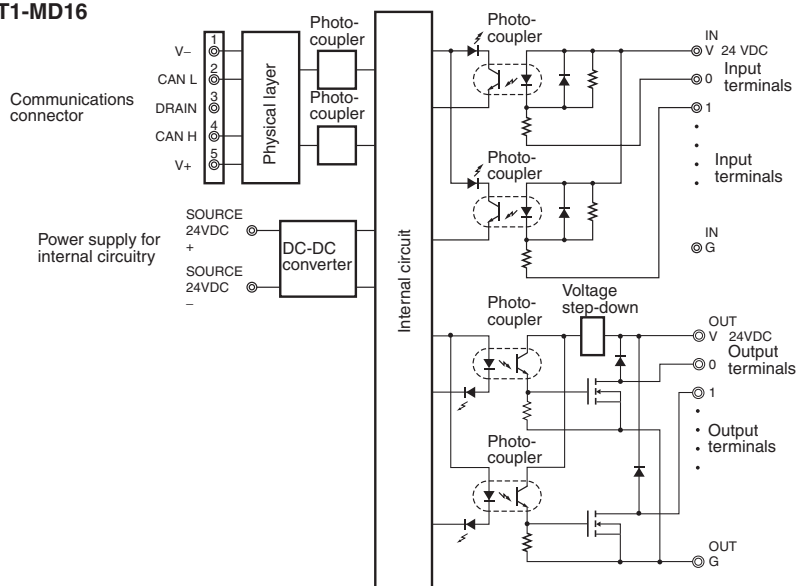 T1-MD16
Communications
connector
1
V–
2
CAN L
3
DRAIN
4
CAN H
5
V+
Physical layer
Photo-
coupler
Photo-
coupler
Power supply for
internal circuitry
SOURCE
24VDC
+
SOURCE
24VDC
–
DC-DC
converter
Internal circuit
Photo-
coupler
IN
V 24 VDC
0
Input
terminals
1
Photo-
coupler
Input
terminals
IN
G
Photo-
coupler
Voltage
step-down
OUT
V 24VDC
0
Output
terminals
1
Photo-
coupler
Output
terminals
OUT
G